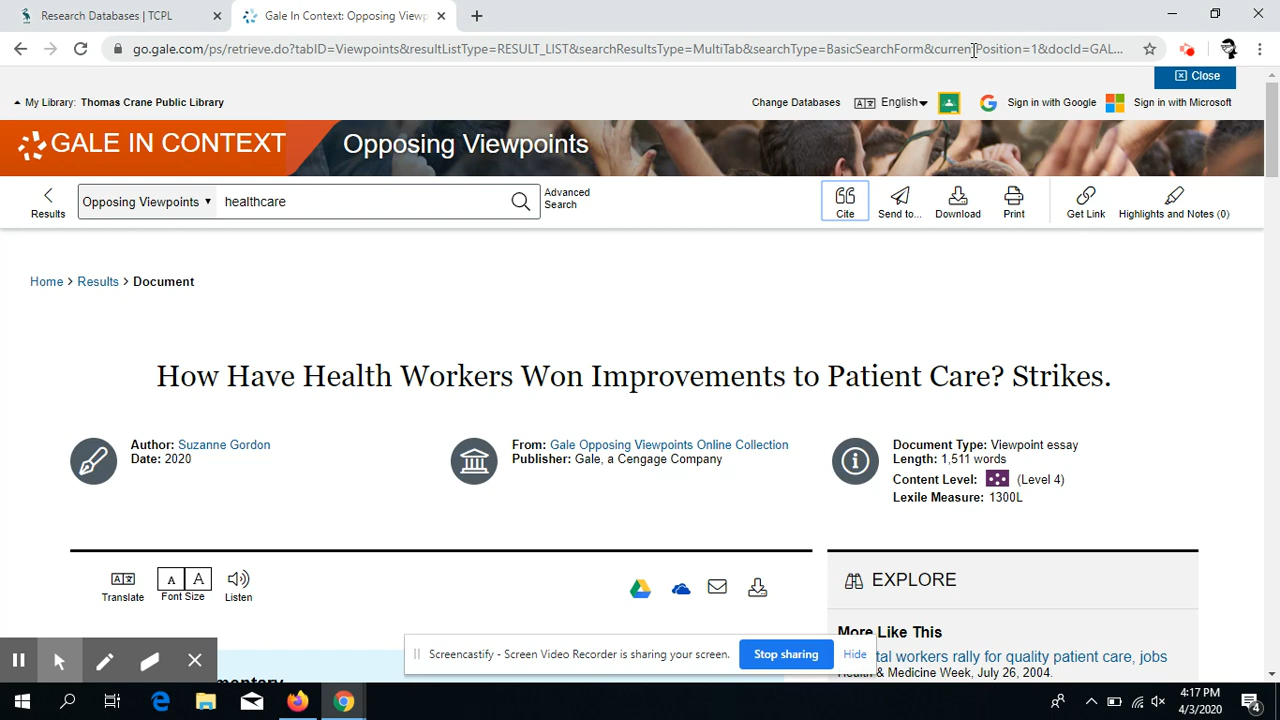 Research Databases | TCPL
Gale In Context: Opposing Viewp
go.gale.com/ps/retrieve.do?tabID=Viewpoints&resultListType=RESULT_LIST&searchResultsType=MultiTab&searchType=BasicSearchForm&currentPosition=1&docId=GAL...
Close
My Library: Thomas Crane Public Library
Change Databases
English
Sign in with Google
Sign in with Microsoft
GALE IN CONTEXT
Opposing Viewpoints
Results
Opposing Viewpoints
healthcare
Advanced
Search
Cite
Send to...
Download
Print
Get Link
Highlights and Notes (0)
Home > Results > Document
How Have Health Workers Won Improvements to Patient Care? Strikes.
Author: Suzanne Gordon
Date: 2020
From: Gale Opposing Viewpoints Online Collection
Publisher: Gale, a Cengage Company
Document Type: Viewpoint essay
Length: 1,511 words
Content Level: (Level 4)
Lexile Measure: 1300L
Translate
A A
Font Size
Listen
EXPLORE
More Like This
tal workers rally for quality patient care, jobs
Health & Medicine Week, July 26, 2004.
Screencastify - Screen Video Recorder is sharing your screen.
Stop sharing
Hide
4:17 PM
4/3/2020
4